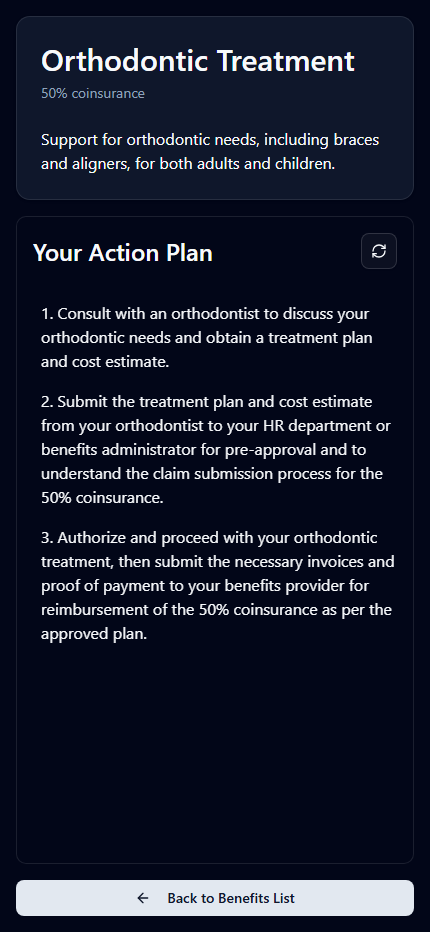 Orthodontic Treatment
50% coinsurance
Support for orthodontic needs, including braces
and aligners, for both adults and children.
Your Action Plan
1. Consult with an orthodontist to discuss your
orthodontic needs and obtain a treatment plan
and cost estimate.
2. Submit the treatment plan and cost estimate
from your orthodontist to your HR department or
benefits administrator for pre-approval and to
understand the claim submission process for the
50% coinsurance.
3. Authorize and proceed with your orthodontic
treatment, then submit the necessary invoices and
proof of payment to your benefits provider for
reimbursement of the 50% coinsurance as per the
approved plan.
Back to Benefits List